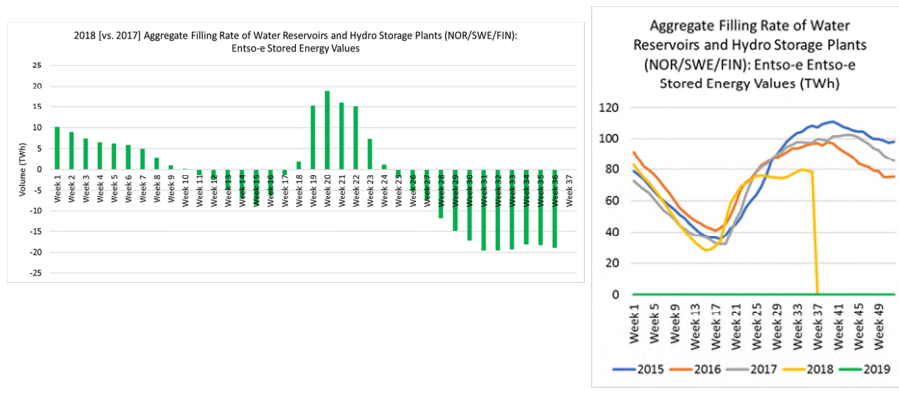 2018 [vs. 2017] Aggregate Filling Rate of Water Reservoirs and Hydro Storage Plants (NOR/SWE/FIN):
Entso-e Stored Energy Values
Volume (TWh)
25
20
15
10
5
0
-5
-10
-15
-20
-25
Week 1
Week 2
Week 3
Week 4
Week 5
Week 6
Week 7
Week 8
Week 9
Week 10
Week 11
Week 12
Week 13
Week 14
Week 15
Week 16
Week 17
Week 18
Week 19
Week 20
Week 21
Week 22
Week 23
Week 24
Week 25
Week 26
Week 27
Week 28
Week 29
Week 30
Week 31
Week 32
Week 33
Week 34
Week 35
Week 36
Week 37
Aggregate Filling Rate of Water
Reservoirs and Hydro Storage Plants
(NOR/SWE/FIN): Entso-e Entso-e
Stored Energy Values (TWh)
120
100
80
60
40
20
0
Week 1
Week 5
Week 9
Week 13
Week 17
Week 21
Week 25
Week 29
Week 33
Week 37
Week 41
Week 45
Week 49
2015
2016
2017
2018
2019